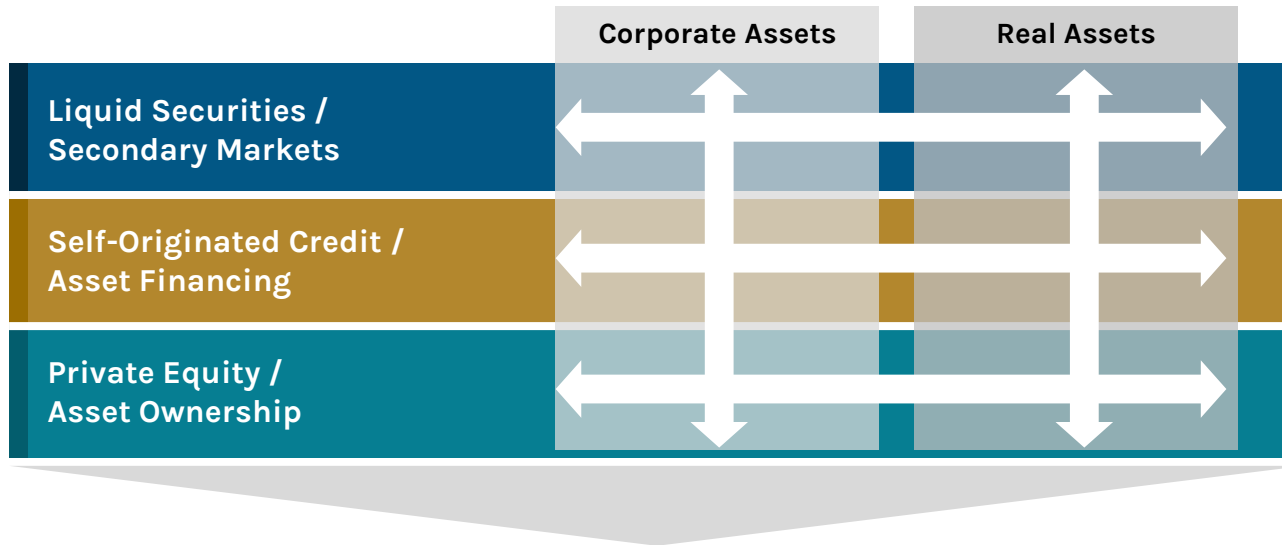 Corporate Assets
Real Assets
Liquid Securities /
Secondary Markets
Self-Originated Credit /
Asset Financing
Private Equity /
Asset Ownership